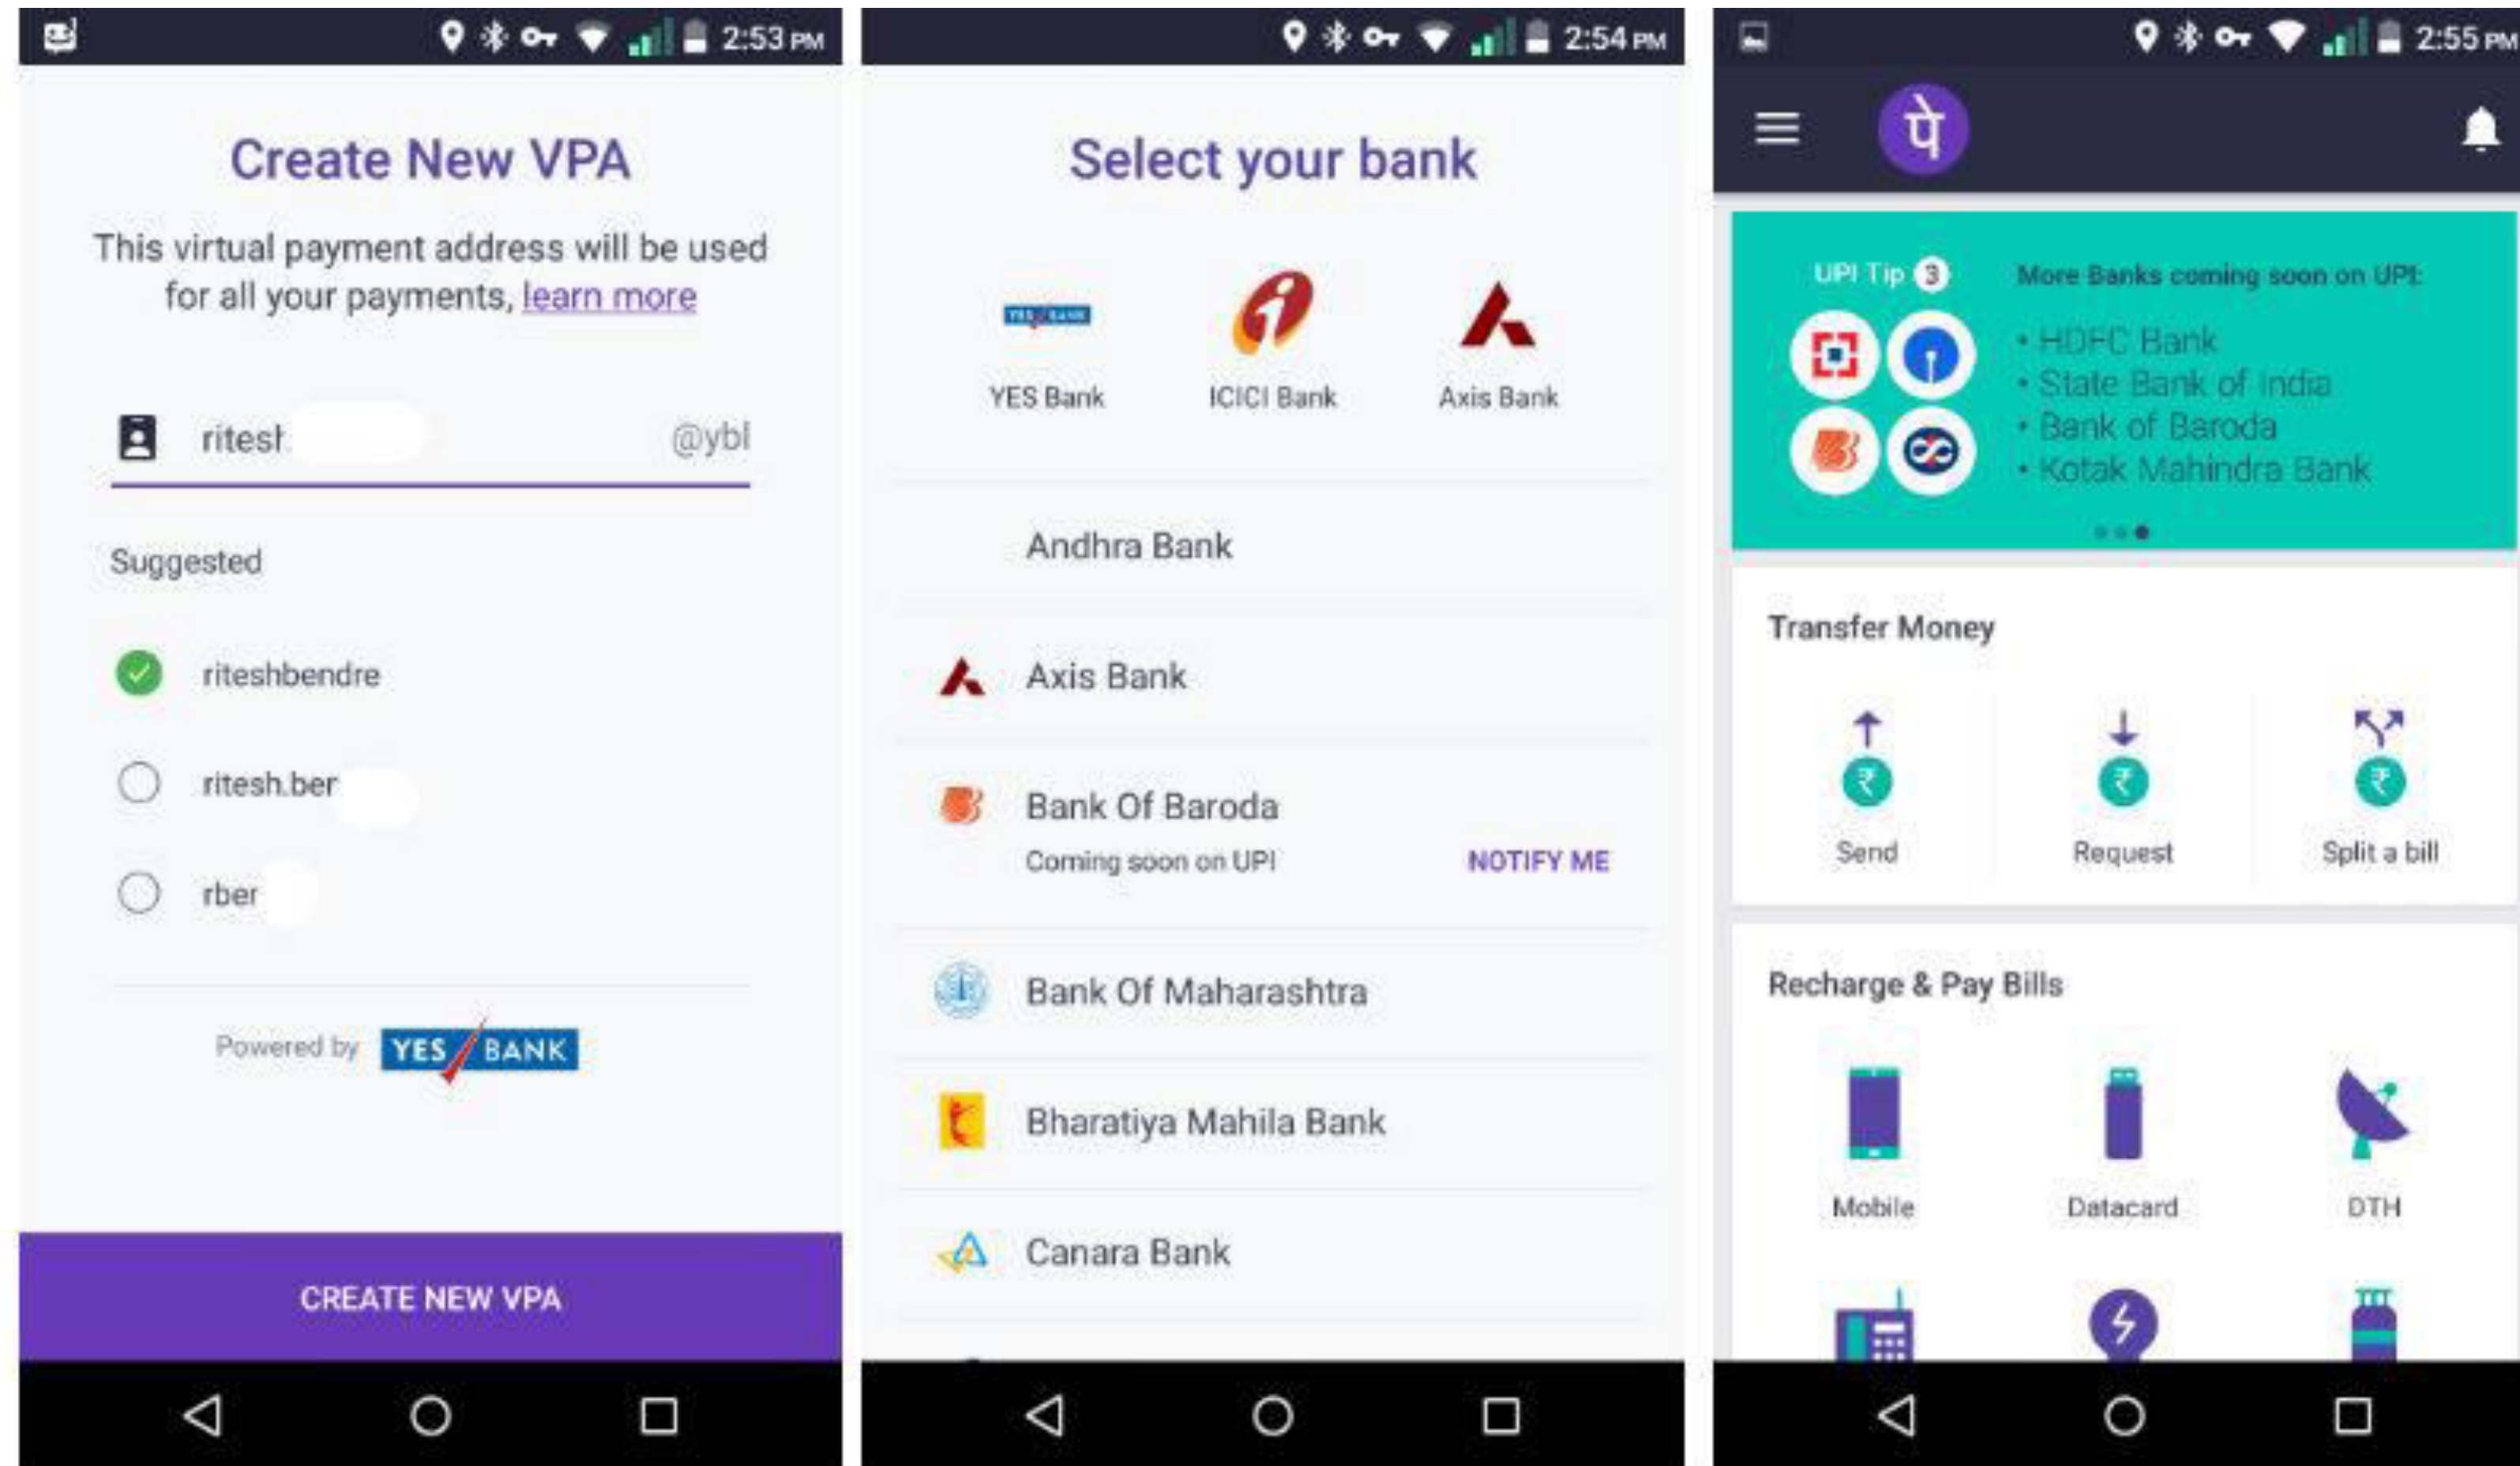 2:53 PM
Create New VPA
This virtual payment address will be used
for all your payments, learn more
@ybl
Suggested
riteshbendre
ritesh.ber
rber
Powered by YES BANK
CREATE NEW VPA
2:54 PM
Select your bank
YES BANK
YES Bank ICICI Bank Axis Bank
Andhra Bank
Axis Bank
Bank Of Baroda
Coming soon on UPI NOTIFY ME
Bank Of Maharashtra
Bharatiya Mahila Bank
Canara Bank
2:55 PM
पे
UPI Tip 3
More Banks coming soon on UPI:
• HDFC Bank
• State Bank of India
• Bank of Baroda
• Kotak Mahindra Bank
Transfer Money
₹ ₹ ₹
Send Request Split a bill
Recharge & Pay Bills
Mobile Datacard DTH